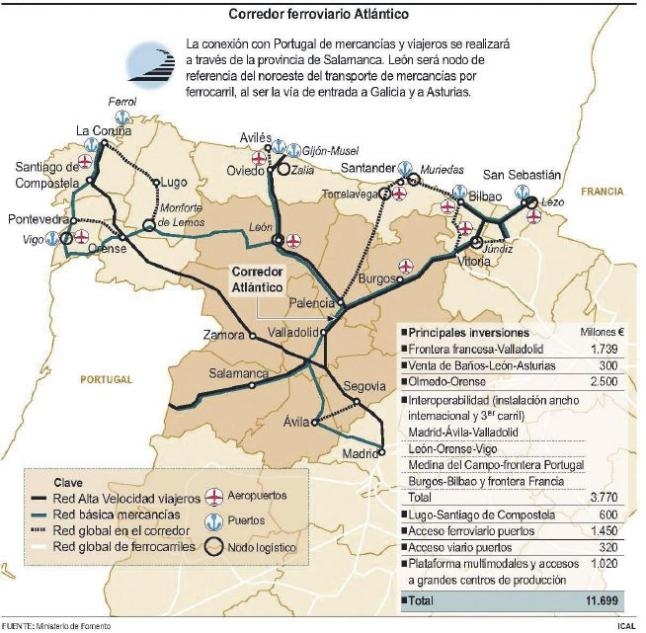 Corredor ferroviario Atlántico
La conexión con Portugal de mercancías y viajeros se realizará
a través de la provincia de Salamanca. León será nodo de
referencia del noroeste del transporte de mercancías por
ferrocarril, al ser la vía de entrada a Galicia y a Asturias.
Ferrol
La Coruña
Avilés
Gijón-Musel
Santiago de
Compostela
Lugo
Oviedo
Zalia
Santander
Muriedas
San Sebastián
Torrelavega
Bilbao
Lezo
FRANCIA
Pontevedra
Monforte
de Lemos
Vigo
Orense
León
Júndiz
Vitoria
Corredor
Atlántico
Burgos
Palencia
Zamora
Valladolid
PORTUGAL
Salamanca
Segovia
Ávila
Madrid
Principales inversiones Millones €
Frontera francesa-Valladolid 1.739
Venta de Baños-León-Asturias 300
Olmedo-Orense 2.500
Interoperabilidad (instalación ancho
internacional y 3er carril)
Madrid-Ávila-Valladolid
León-Orense-Vigo
Medina del Campo-frontera Portugal
Burgos-Bilbao y frontera Francia
Total 3.770
Lugo-Santiago de Compostela 600
Acceso ferroviario puertos 1.450
Acceso viario puertos 320
Plataforma multimodales y accesos 1.020
a grandes centros de producción
Total 11.699
Clave
Red Alta Velocidad viajeros
Red básica mercancías
Red global en el corredor
Red global de ferrocarriles
Aeropuertos
Puertos
Nodo logístico
FUENTE: Ministerio de Fomento
ICAL